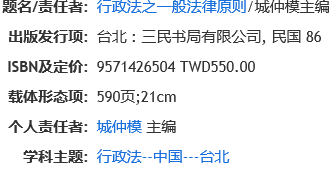 题名/责任者: 行政法之一般法律原则/城仲模主编
出版发行项: 台北：三民书局有限公司, 民国 86
ISBN及定价: 9571426504 TWD550.00
载体形态项: 590页;21cm
个人责任者: 城仲模 主编
学科主题: 行政法--中国---台北